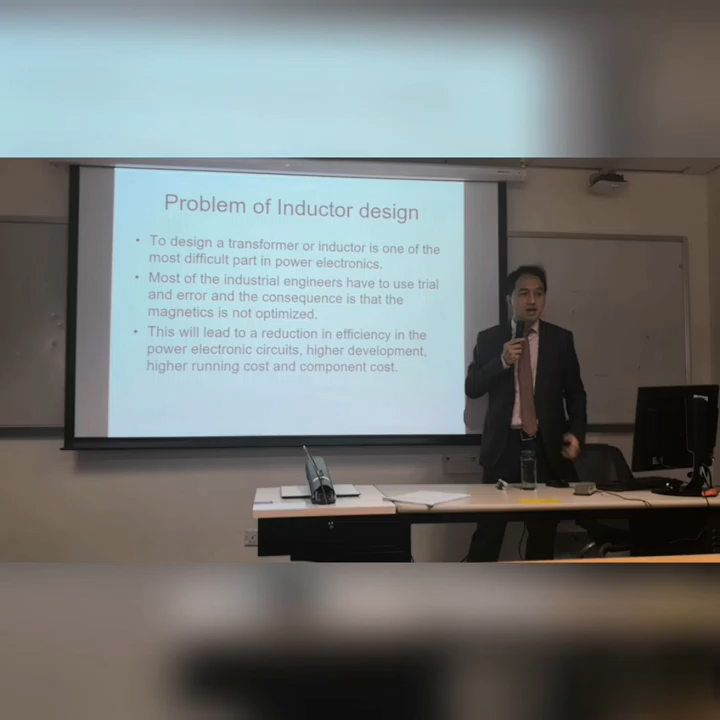 Problem of Inductor design
• To design a transformer or inductor is one of the
most difficult part in power electronics.
• Most of the industrial engineers have to use trial
and error and the consequence is that the
magnetics is not optimized.
• This will lead to a reduction in efficiency in the
power electronic circuits, higher development,
higher running cost and component cost.